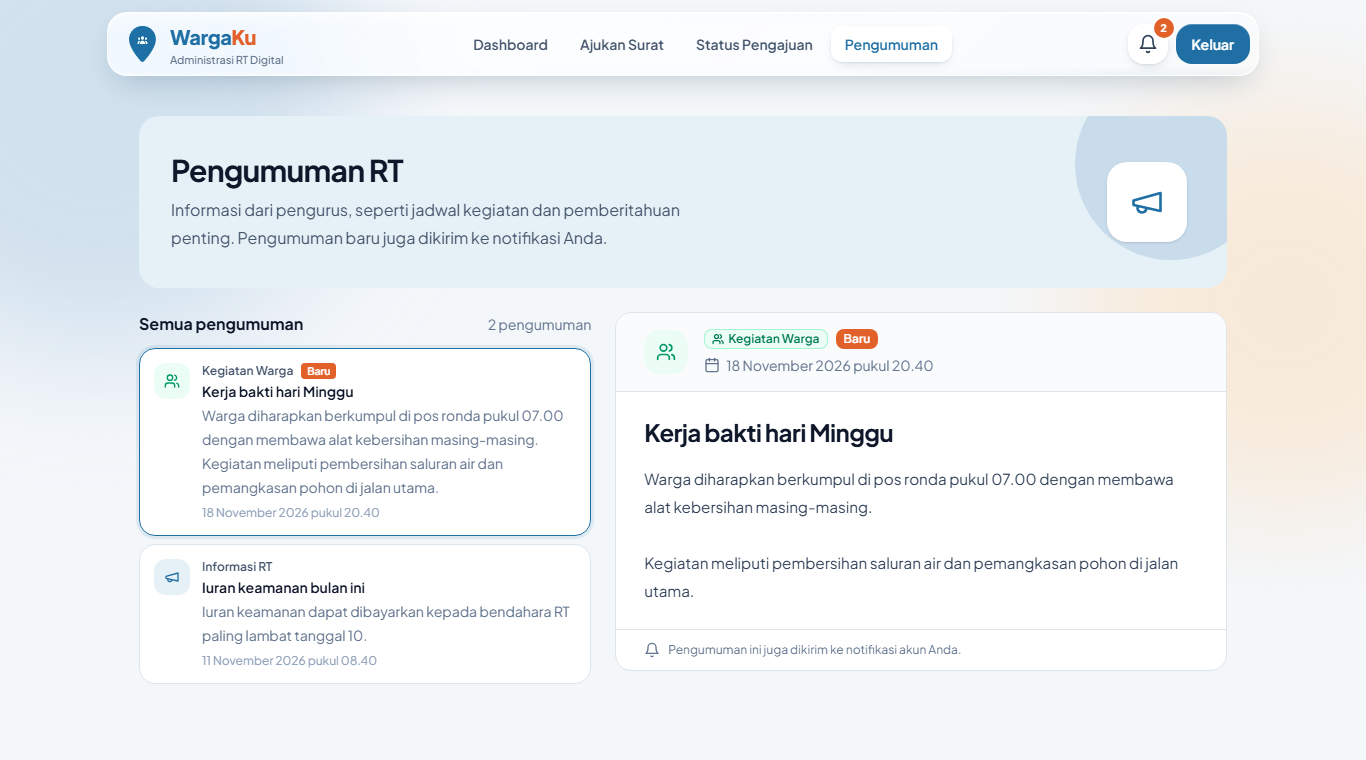 WargaKu
Administrasi RT Digital
Dashboard
Ajukan Surat
Status Pengajuan
Pengumuman
2
Keluar
Pengumuman RT
Informasi dari pengurus, seperti jadwal kegiatan dan pemberitahuan
penting. Pengumuman baru juga dikirim ke notifikasi Anda.
Semua pengumuman
2 pengumuman
Kegiatan Warga
Baru
Kerja bakti hari Minggu
Warga diharapkan berkumpul di pos ronda pukul 07.00
dengan membawa alat kebersihan masing-masing.
Kegiatan meliputi pembersihan saluran air dan
pemangkasan pohon di jalan utama.
18 November 2026 pukul 20.40
Informasi RT
Iuran keamanan bulan ini
Iuran keamanan dapat dibayarkan kepada bendahara RT
paling lambat tanggal 10.
11 November 2026 pukul 08.40
Kegiatan Warga
Baru
18 November 2026 pukul 20.40
Kerja bakti hari Minggu
Warga diharapkan berkumpul di pos ronda pukul 07.00 dengan membawa
alat kebersihan masing-masing.
Kegiatan meliputi pembersihan saluran air dan pemangkasan pohon di jalan
utama.
Pengumuman ini juga dikirim ke notifikasi akun Anda.